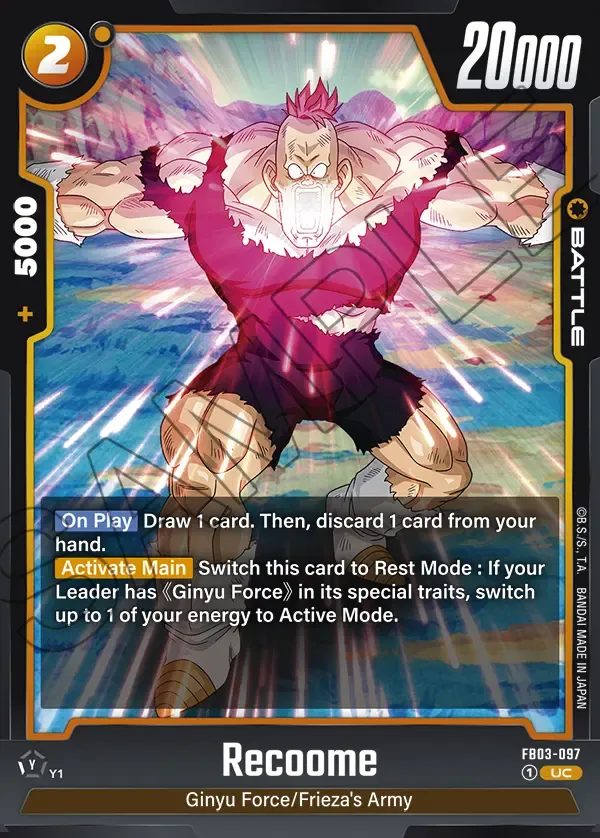 2
20000
+ 5000
BATTLE
SAMPLE
On Play Draw 1 card. Then, discard 1 card from your
hand.
Activate Main Switch this card to Rest Mode : If your
Leader has《Ginyu Force》in its special traits, switch
up to 1 of your energy to Active Mode.
©B.S./S., T.A. BANDAI MADE IN JAPAN
Recoome
FB03-097
Y Y1
1 UC
Ginyu Force/Frieza's Army